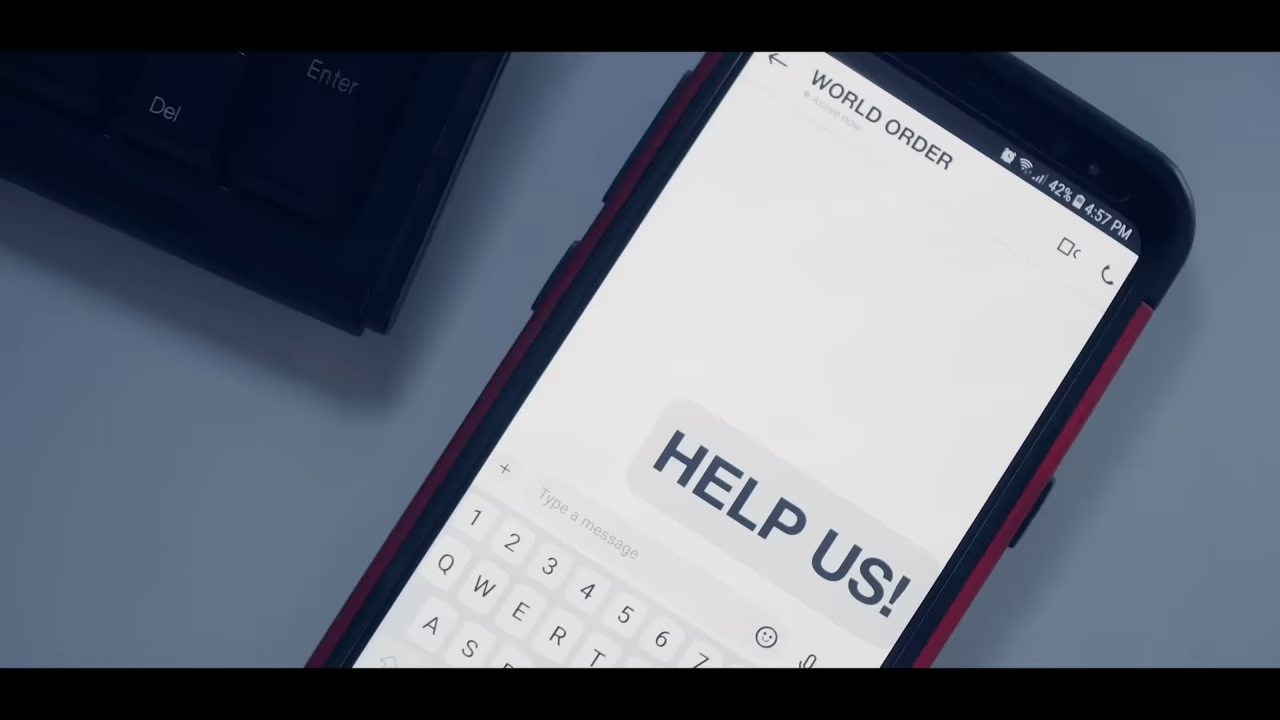 Enter
Del
42% 4:57 PM
WORLD ORDER
Active now
HELP US!
Type a message
1 2 3 4 5 6 7
Q W E R T
A S